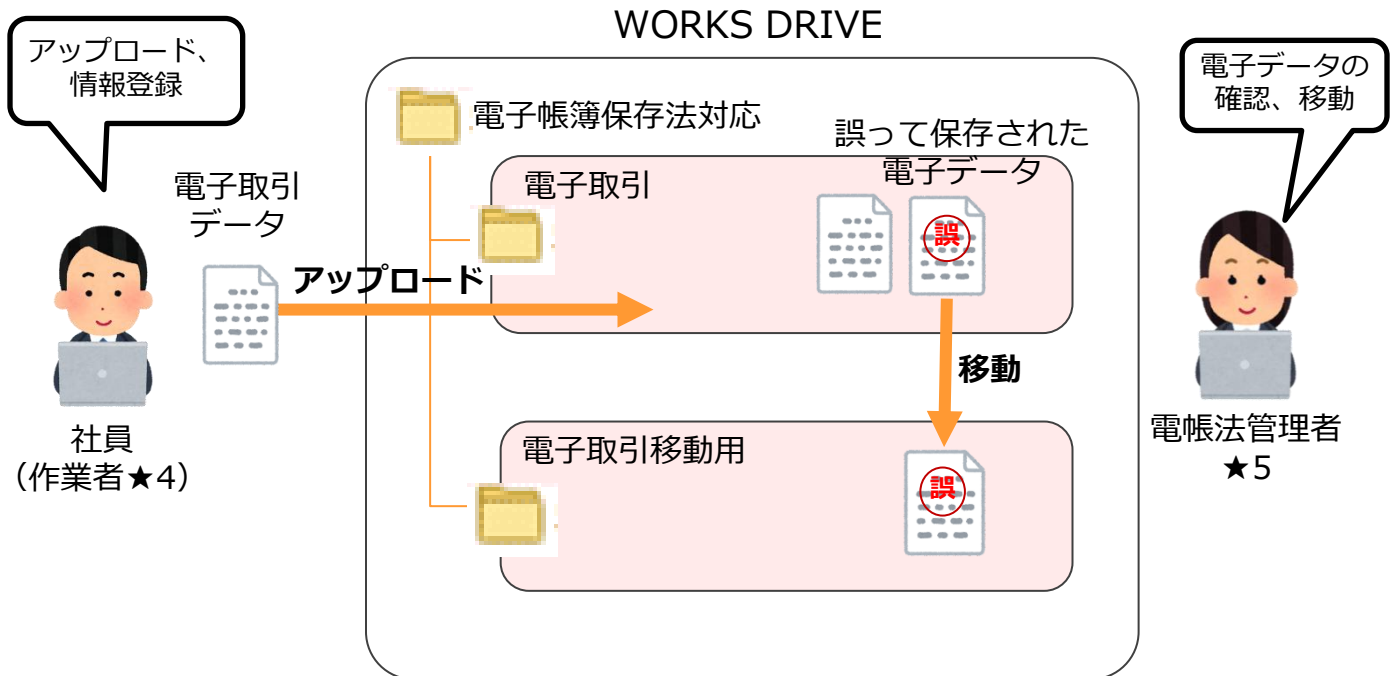 WORKS DRIVE
アップロード、
情報登録
電子データの
確認、移動
電子帳簿保存法対応
誤って保存された
電子データ
電子取引
電子取引
データ
誤
アップロード
移動
社員
（作業者★4）
電子取引移動用
誤
電帳法管理者
★5